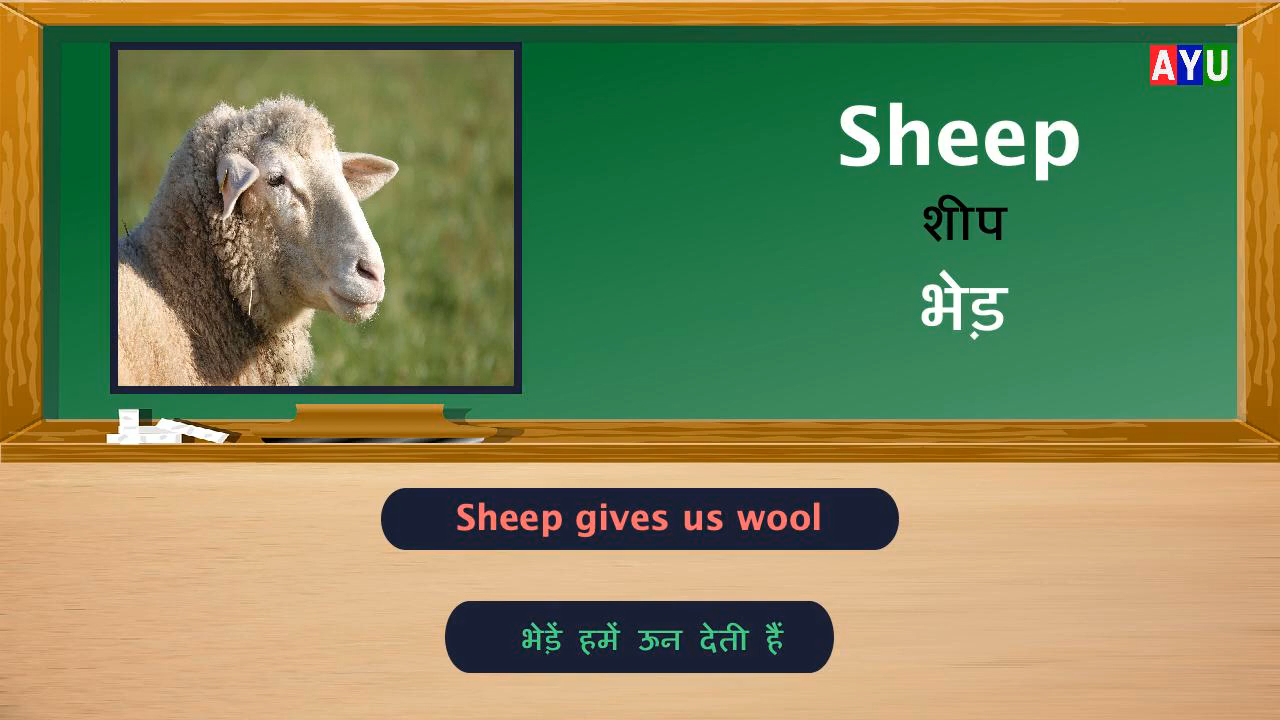 AYU
Sheep
शीप
भेड़
Sheep gives us wool
भेड़ें हमें ऊन देती हैं